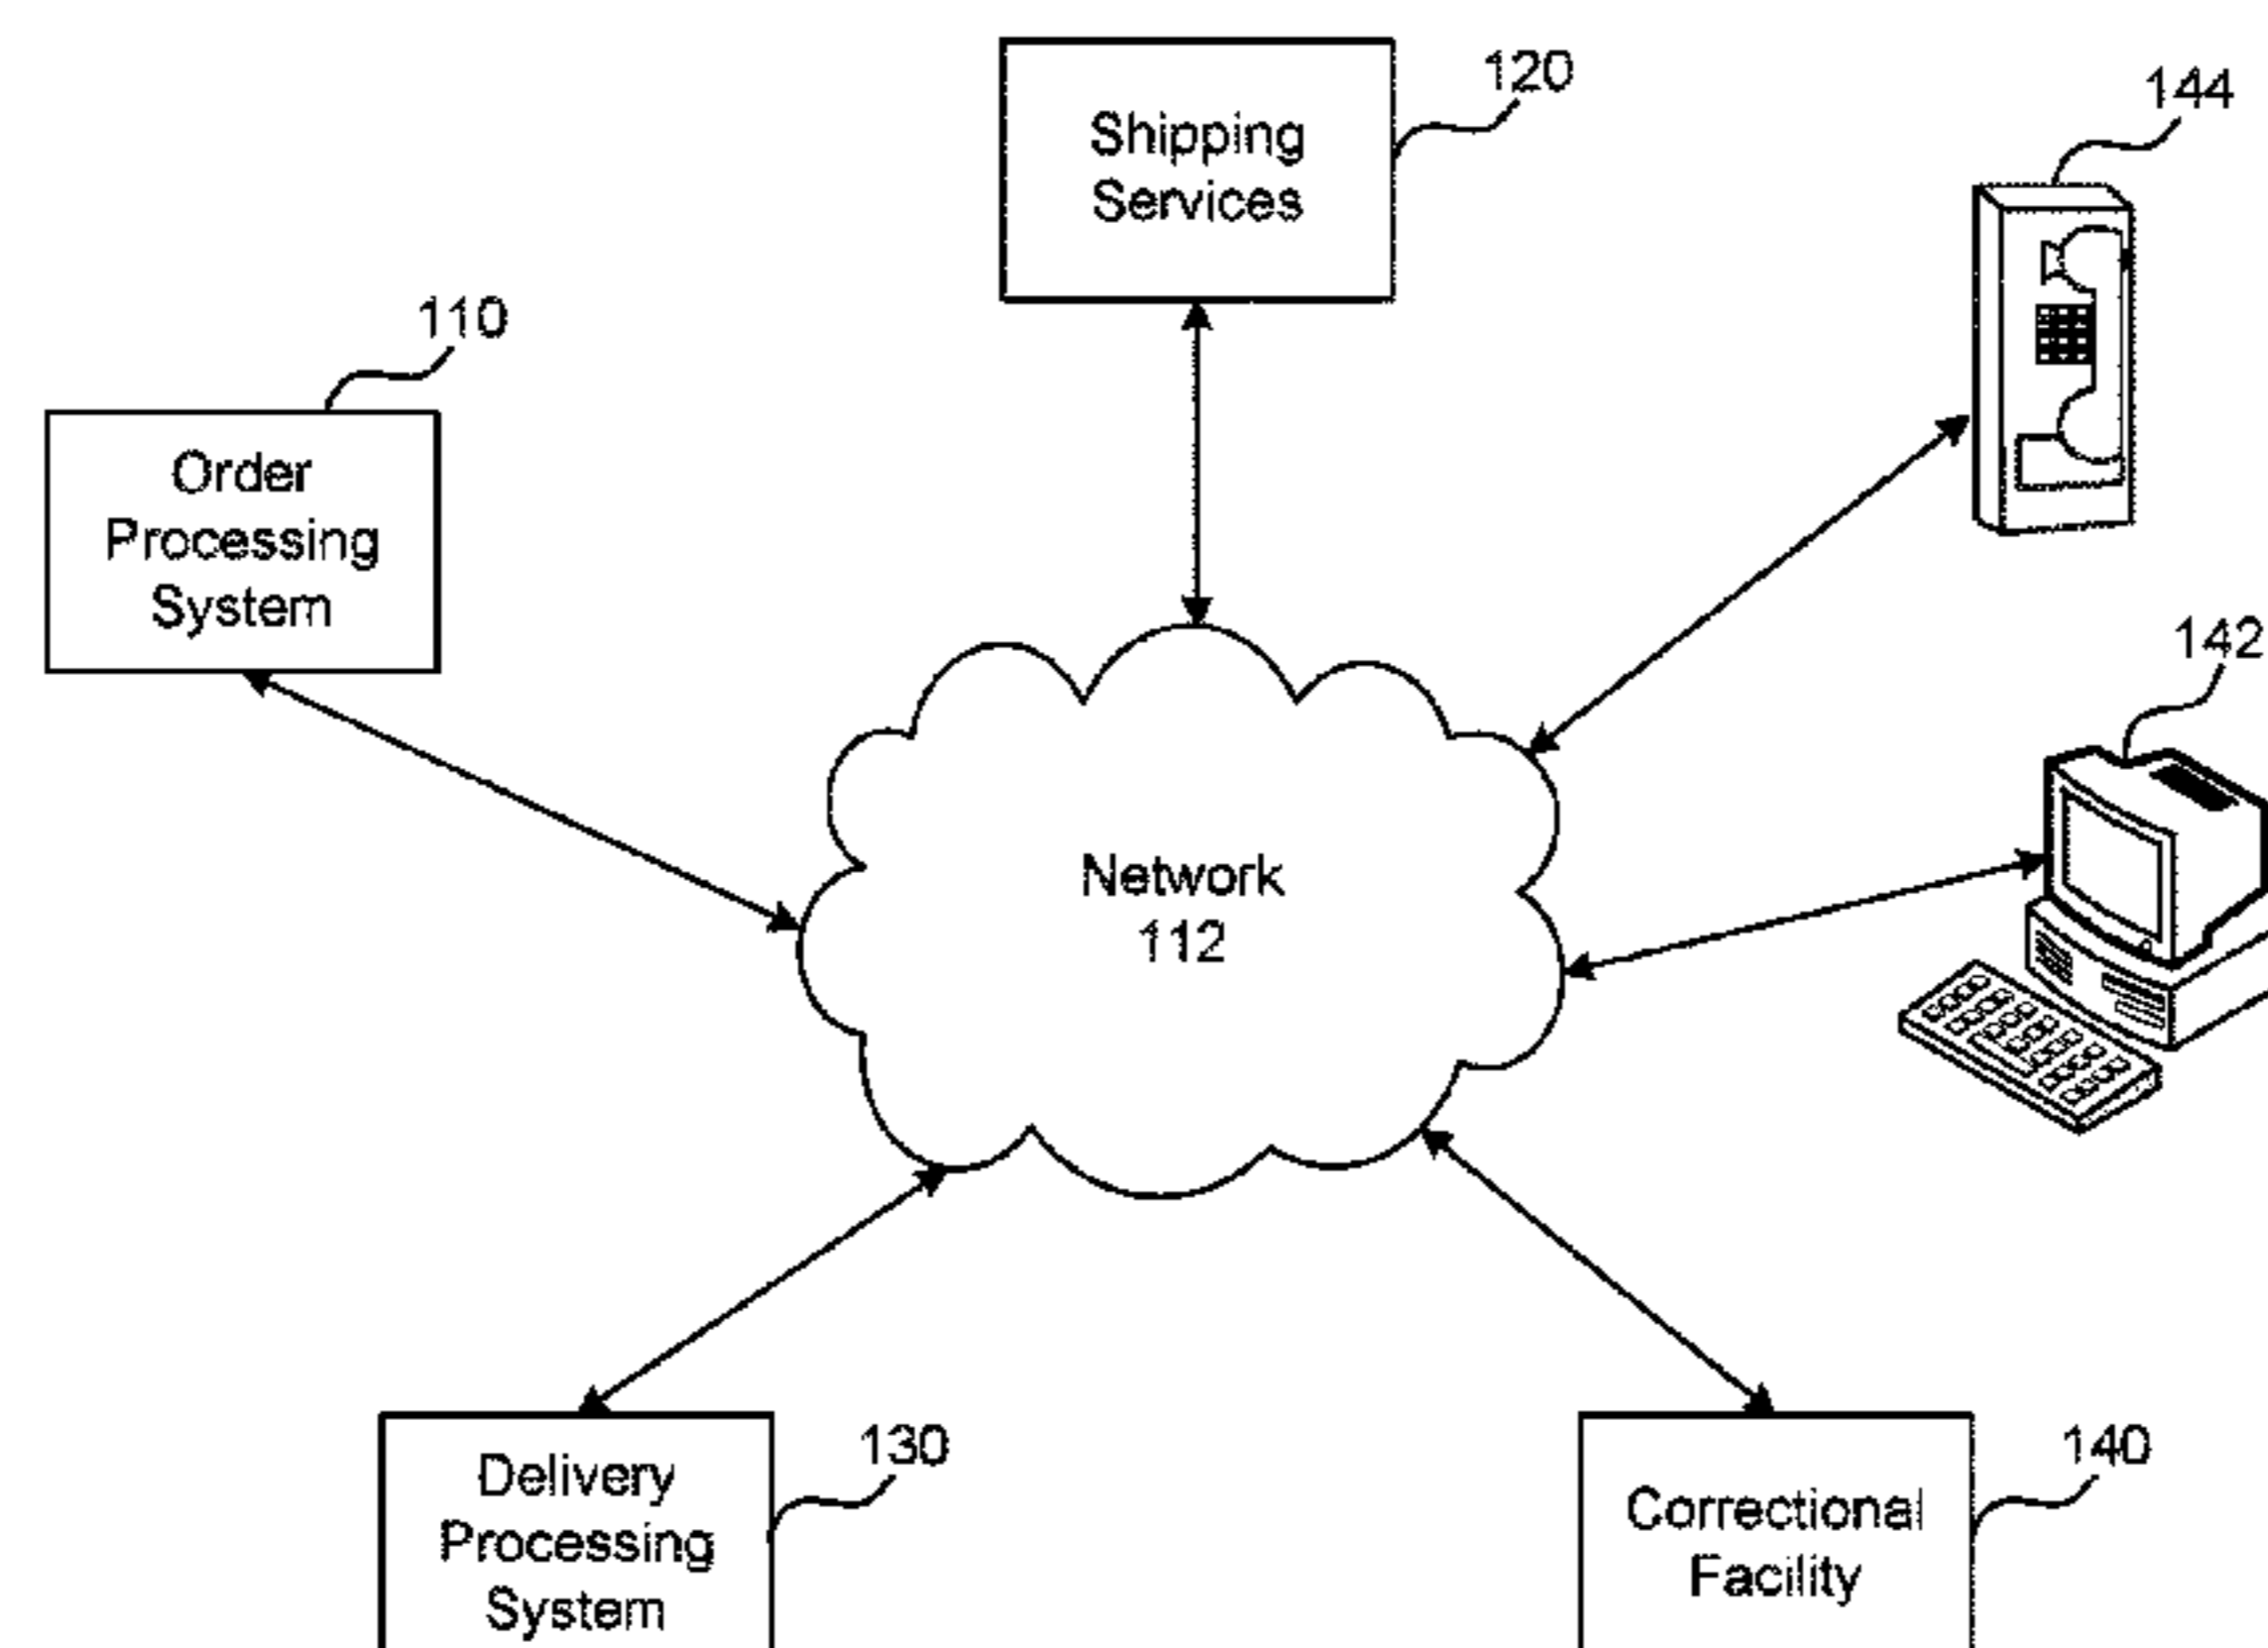 120
Shipping
Services
144
110
Order
Processing
System
142
Network
112
130
Delivery
Processing
System
140
Correctional
Facility